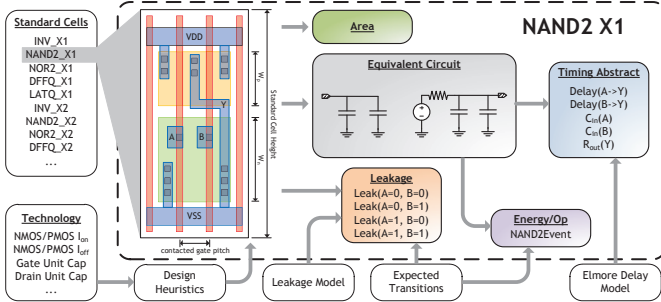 NAND2 X1
Standard Cells
INV_X1
NAND2_X1
NOR2_X1
DFFQ_X1
LATQ_X1
INV_X2
NAND2_X2
NOR2_X2
DFFQ_X2
...
VDD
Wp
Y
A
B
Wn
VSS
Standard Cell Height
contacted gate pitch
Area
Equivalent Circuit
Timing Abstract
Delay(A->Y)
Delay(B->Y)
Cin(A)
Cin(B)
Rout(Y)
Leakage
Leak(A=0, B=0)
Leak(A=0, B=1)
Leak(A=1, B=0)
Leak(A=1, B=1)
Energy/Op
NAND2Event
Technology
NMOS/PMOS Ion
NMOS/PMOS Ioff
Gate Unit Cap
Drain Unit Cap
...
Design
Heuristics
Leakage Model
Expected
Transitions
Elmore Delay
Model